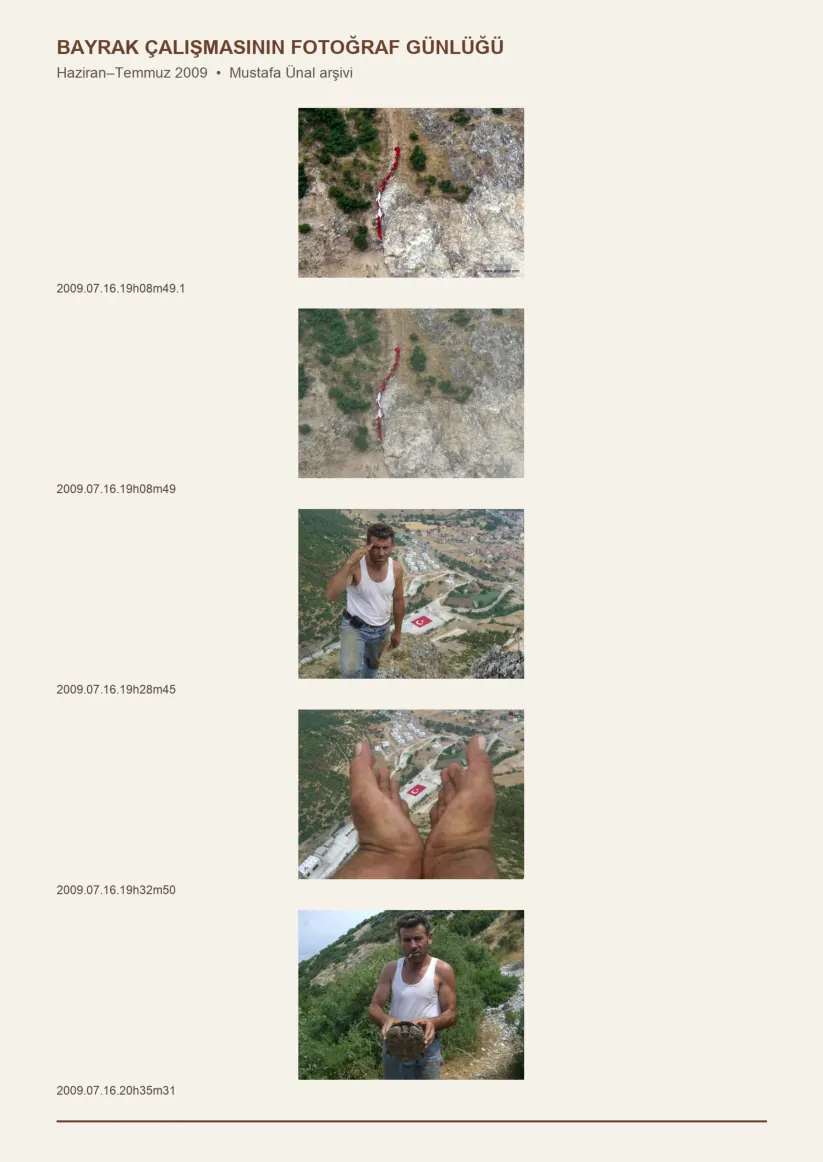 BAYRAK ÇALIŞMASININ FOTOĞRAF GÜNLÜĞÜ
Haziran–Temmuz 2009 • Mustafa Ünal arşivi
2009.07.16.19h08m49.1
2009.07.16.19h08m49
2009.07.16.19h28m45
2009.07.16.19h32m50
2009.07.16.20h35m31